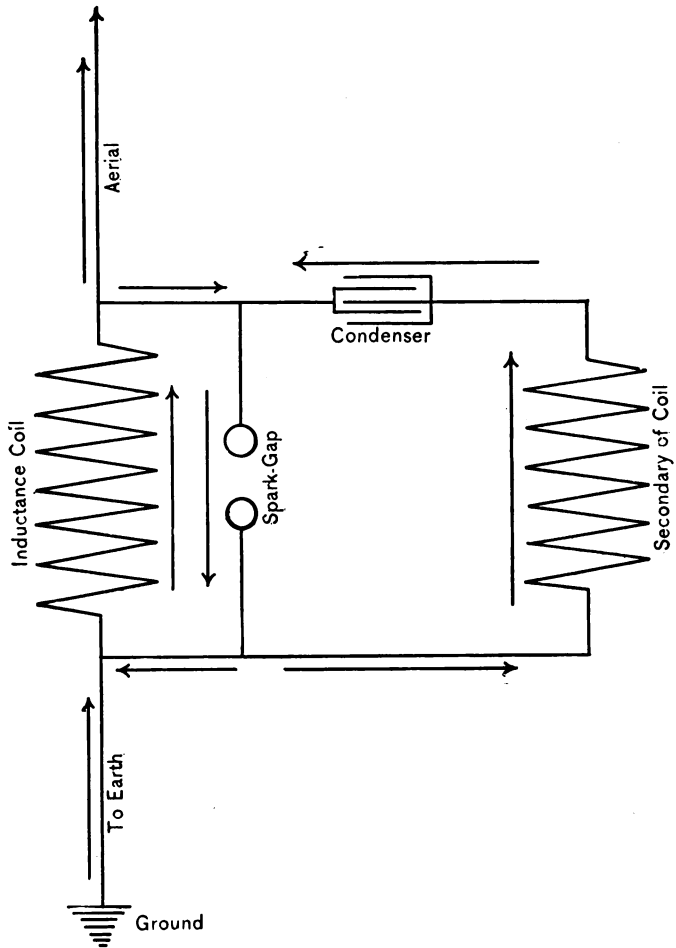 Aerial
Condenser
Inductance Coil
Spark-Gap
Secondary of Coil
To Earth
Ground